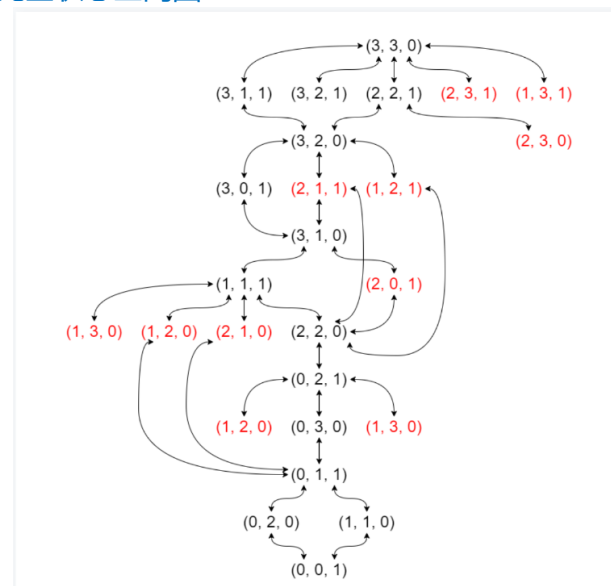 (3, 3, 0)
(3, 1, 1) (3, 2, 1) (2, 2, 1) (2, 3, 1) (1, 3, 1)
(3, 2, 0) (2, 3, 0)
(3, 0, 1) (2, 1, 1) (1, 2, 1)
(3, 1, 0)
(1, 1, 1) (2, 0, 1)
(1, 3, 0) (1, 2, 0) (2, 1, 0) (2, 2, 0)
(0, 2, 1)
(1, 2, 0) (0, 3, 0) (1, 3, 0)
(0, 1, 1)
(0, 2, 0) (1, 1, 0)
(0, 0, 1)